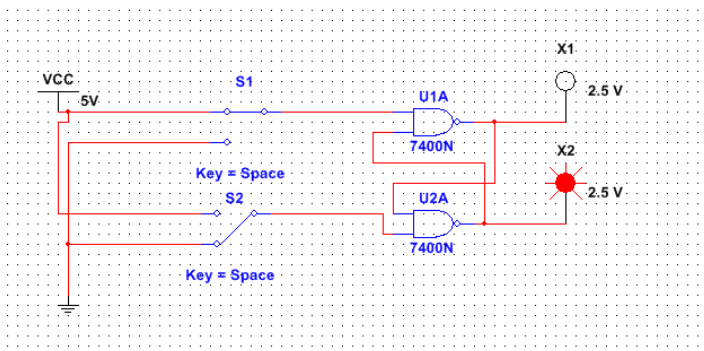 X1
VCC
S1
2.5 V
5V
U1A
7400N
X2
Key = Space
S2
U2A
2.5 V
7400N
Key = Space